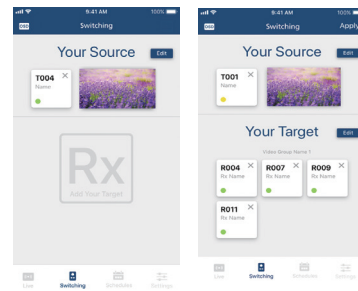 9:41 AM 100%
Switching
Your Source Edit
T004
Name
Rx
Add Your Target
Live Switching Schedules Settings
9:41 AM 100%
Switching Apply
Your Source Edit
T001
Name
Your Target Edit
Video Group Name 1
R004 R007 R009
Rx Name Rx Name Rx Name
R011
Rx Name
Live Switching Schedules Settings